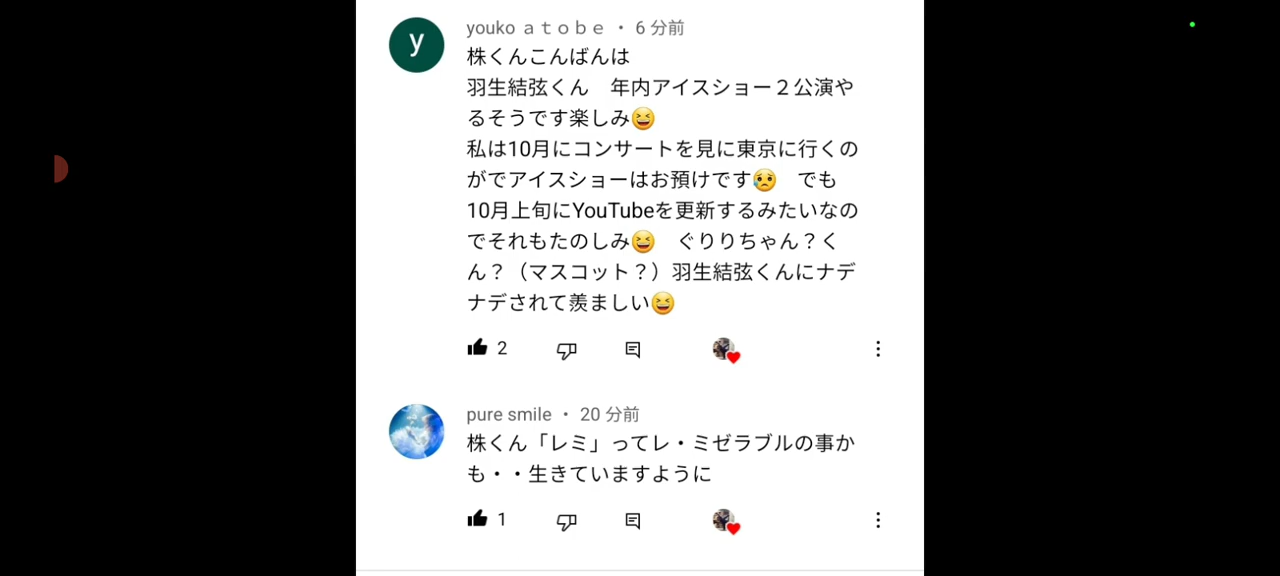 youko ａｔｏｂｅ ・ 6 分前
株くんこんばんは
羽生結弦くん　年内アイスショー２公演や
るそうです楽しみ😆
私は10月にコンサートを見に東京に行くの
がでアイスショーはお預けです😥　でも
10月上旬にYouTubeを更新するみたいなの
でそれもたのしみ😆　ぐりりちゃん？く
ん？（マスコット？）羽生結弦くんにナデ
ナデされて羨ましい😆
2
pure smile ・ 20 分前
株くん「レミ」ってレ・ミゼラブルの事か
も・・生きていますように
1
y